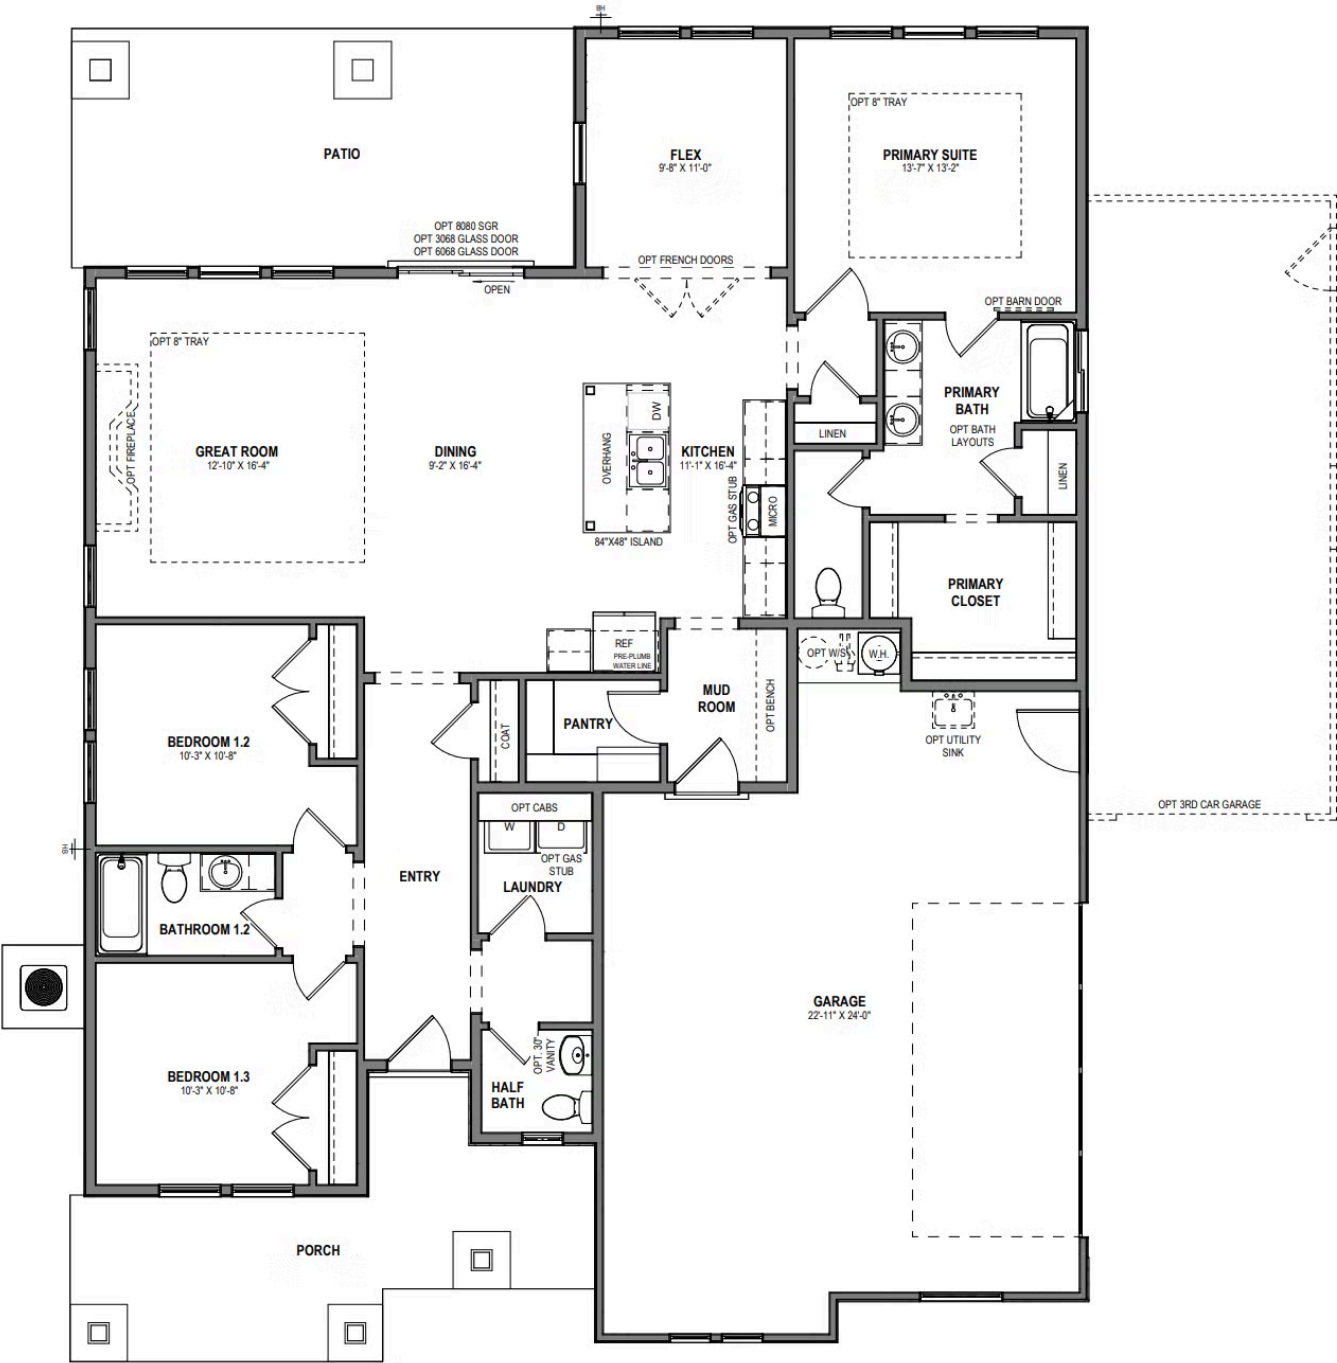 BH
OPT 8" TRAY
PATIO
FLEX
9'-8" X 11'-0"
PRIMARY SUITE
13'-7" X 13'-2"
OPT 8080 SGR
OPT 3068 GLASS DOOR
OPT 6068 GLASS DOOR
OPEN
OPT FRENCH DOORS
OPT BARN DOOR
OPT 8" TRAY
OPT FIREPLACE
GREAT ROOM
12'-10" X 16'-4"
DINING
9'-2" X 16'-4"
OVERHANG
DW
84"X48" ISLAND
KITCHEN
11'-1" X 16'-4"
OPT GAS STUB
MICRO
LINEN
PRIMARY
BATH
OPT BATH
LAYOUTS
LINEN
PRIMARY
CLOSET
REF
PRE-PLUMB
WATER LINE
OPT W/S
W.H.
MUD
ROOM
OPT BENCH
PANTRY
COAT
OPT UTILITY
SINK
BEDROOM 1.2
10'-3" X 10'-8"
OPT 3RD CAR GARAGE
OPT CABS
W
D
OPT GAS
STUB
LAUNDRY
ENTRY
BH
BATHROOM 1.2
GARAGE
22'-11" X 24'-0"
OPT. 30"
VANITY
HALF
BATH
BEDROOM 1.3
10'-3" X 10'-8"
PORCH